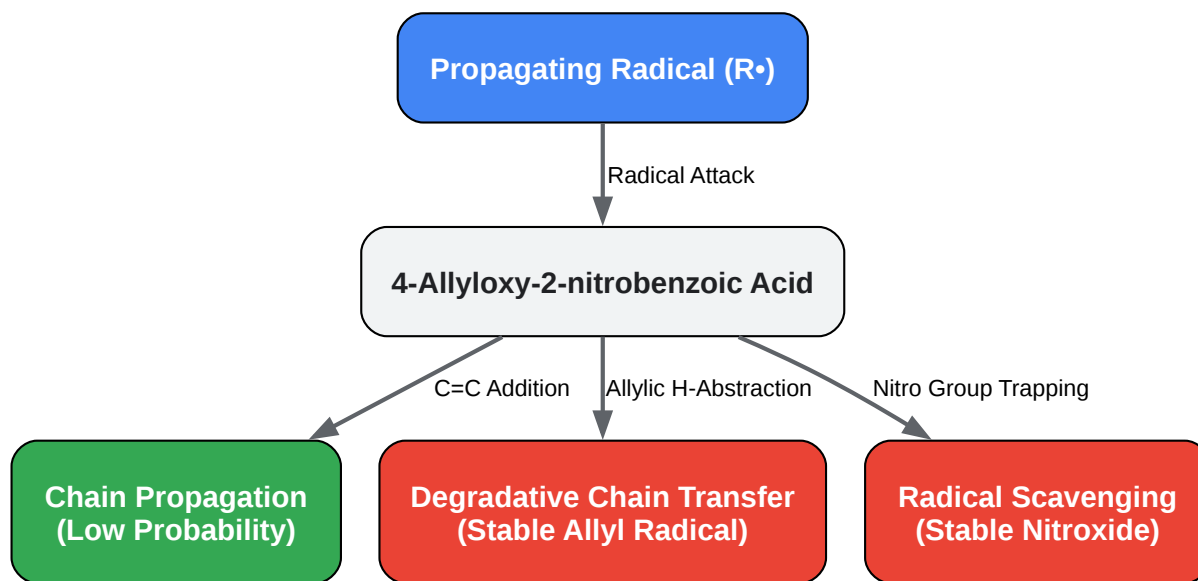 Propagating Radical (R•)
Radical Attack
4-Allyloxy-2-nitrobenzoic Acid
C=C Addition
Allylic H-Abstraction
Nitro Group Trapping
Chain Propagation
(Low Probability)
Degradative Chain Transfer
(Stable Allyl Radical)
Radical Scavenging
(Stable Nitroxide)